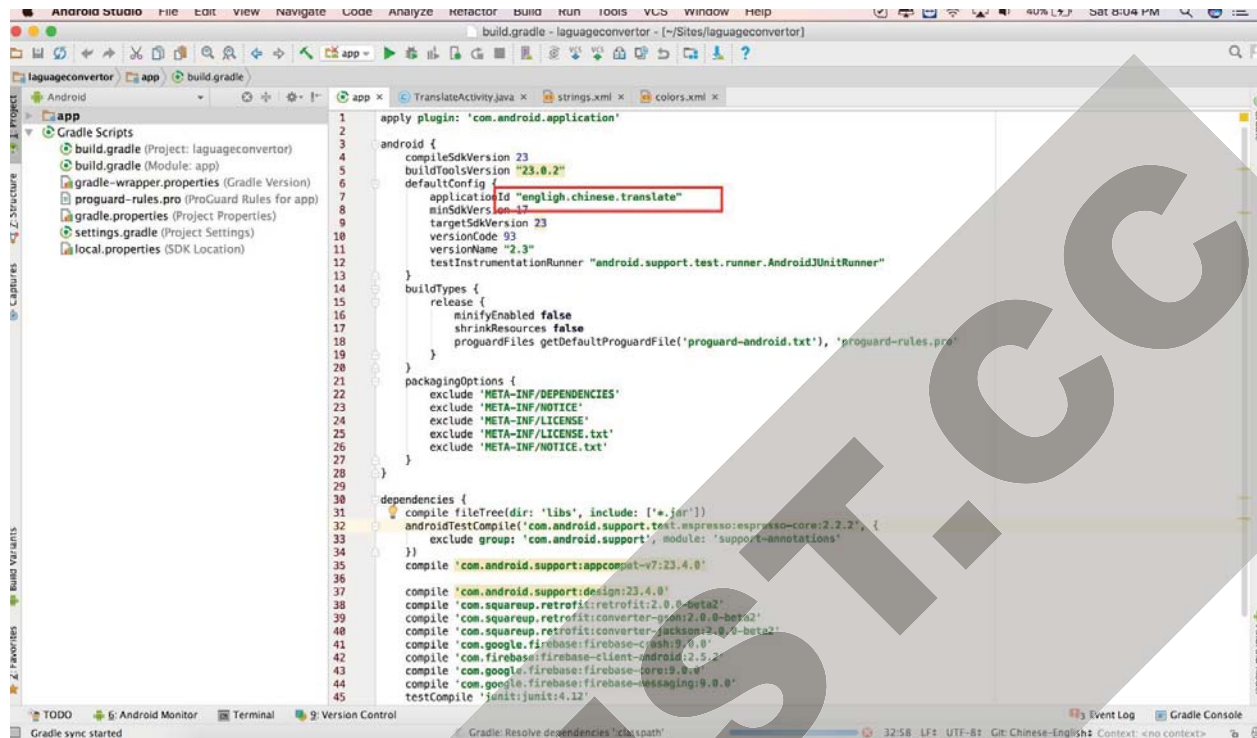 Android Studio File Edit View Navigate Code Analyze Refactor Build Run Tools VCS Window Help 40% Sat 8:04 PM
build.gradle - laguageconvertor - [~/Sites/laguageconvertor]
app
laguageconvertor app build.gradle
Android
app TranslateActivity.java strings.xml colors.xml
1: Project
Z: Structure
Captures
Build Variants
2: Favorites
app
Gradle Scripts
build.gradle (Project: laguageconvertor)
build.gradle (Module: app)
gradle-wrapper.properties (Gradle Version)
proguard-rules.pro (ProGuard Rules for app)
gradle.properties (Project Properties)
settings.gradle (Project Settings)
local.properties (SDK Location)
1 apply plugin: 'com.android.application'
2
3 android {
4 compileSdkVersion 23
5 buildToolsVersion "23.0.2"
6 defaultConfig {
7 applicationId "engligh.chinese.translate"
8 minSdkVersion 17
9 targetSdkVersion 23
10 versionCode 93
11 versionName "2.3"
12 testInstrumentationRunner "android.support.test.runner.AndroidJUnitRunner"
13 }
14 buildTypes {
15 release {
16 minifyEnabled false
17 shrinkResources false
18 proguardFiles getDefaultProguardFile('proguard-android.txt'), 'proguard-rules.pro'
19 }
20 }
21 packagingOptions {
22 exclude 'META-INF/DEPENDENCIES'
23 exclude 'META-INF/NOTICE'
24 exclude 'META-INF/LICENSE'
25 exclude 'META-INF/LICENSE.txt'
26 exclude 'META-INF/NOTICE.txt'
27 }
28 }
29
30 dependencies {
31 compile fileTree(dir: 'libs', include: ['*.jar'])
32 androidTestCompile('com.android.support.test.espresso:espresso-core:2.2.2', {
33 exclude group: 'com.android.support', module: 'support-annotations'
34 })
35 compile 'com.android.support:appcompat-v7:23.4.0'
36
37 compile 'com.android.support:design:23.4.0'
38 compile 'com.squareup.retrofit:retrofit:2.0.0-beta2'
39 compile 'com.squareup.retrofit:converter-gson:2.0.0-beta2'
40 compile 'com.squareup.retrofit:converter-jackson:2.0.0-beta2'
41 compile 'com.google.firebase:firebase-crash:9.0.0'
42 compile 'com.firebase:firebase-client-android:2.5.2'
43 compile 'com.google.firebase:firebase-core:9.0.0'
44 compile 'com.google.firebase:firebase-messaging:9.0.0'
45 testCompile 'junit:junit:4.12'
TODO 6: Android Monitor Terminal 9: Version Control Event Log Gradle Console
Gradle sync started Gradle: Resolve dependencies ':classpath' 32:58 LF UTF-8 Git: Chinese-English Context: <no context>
ST.CC